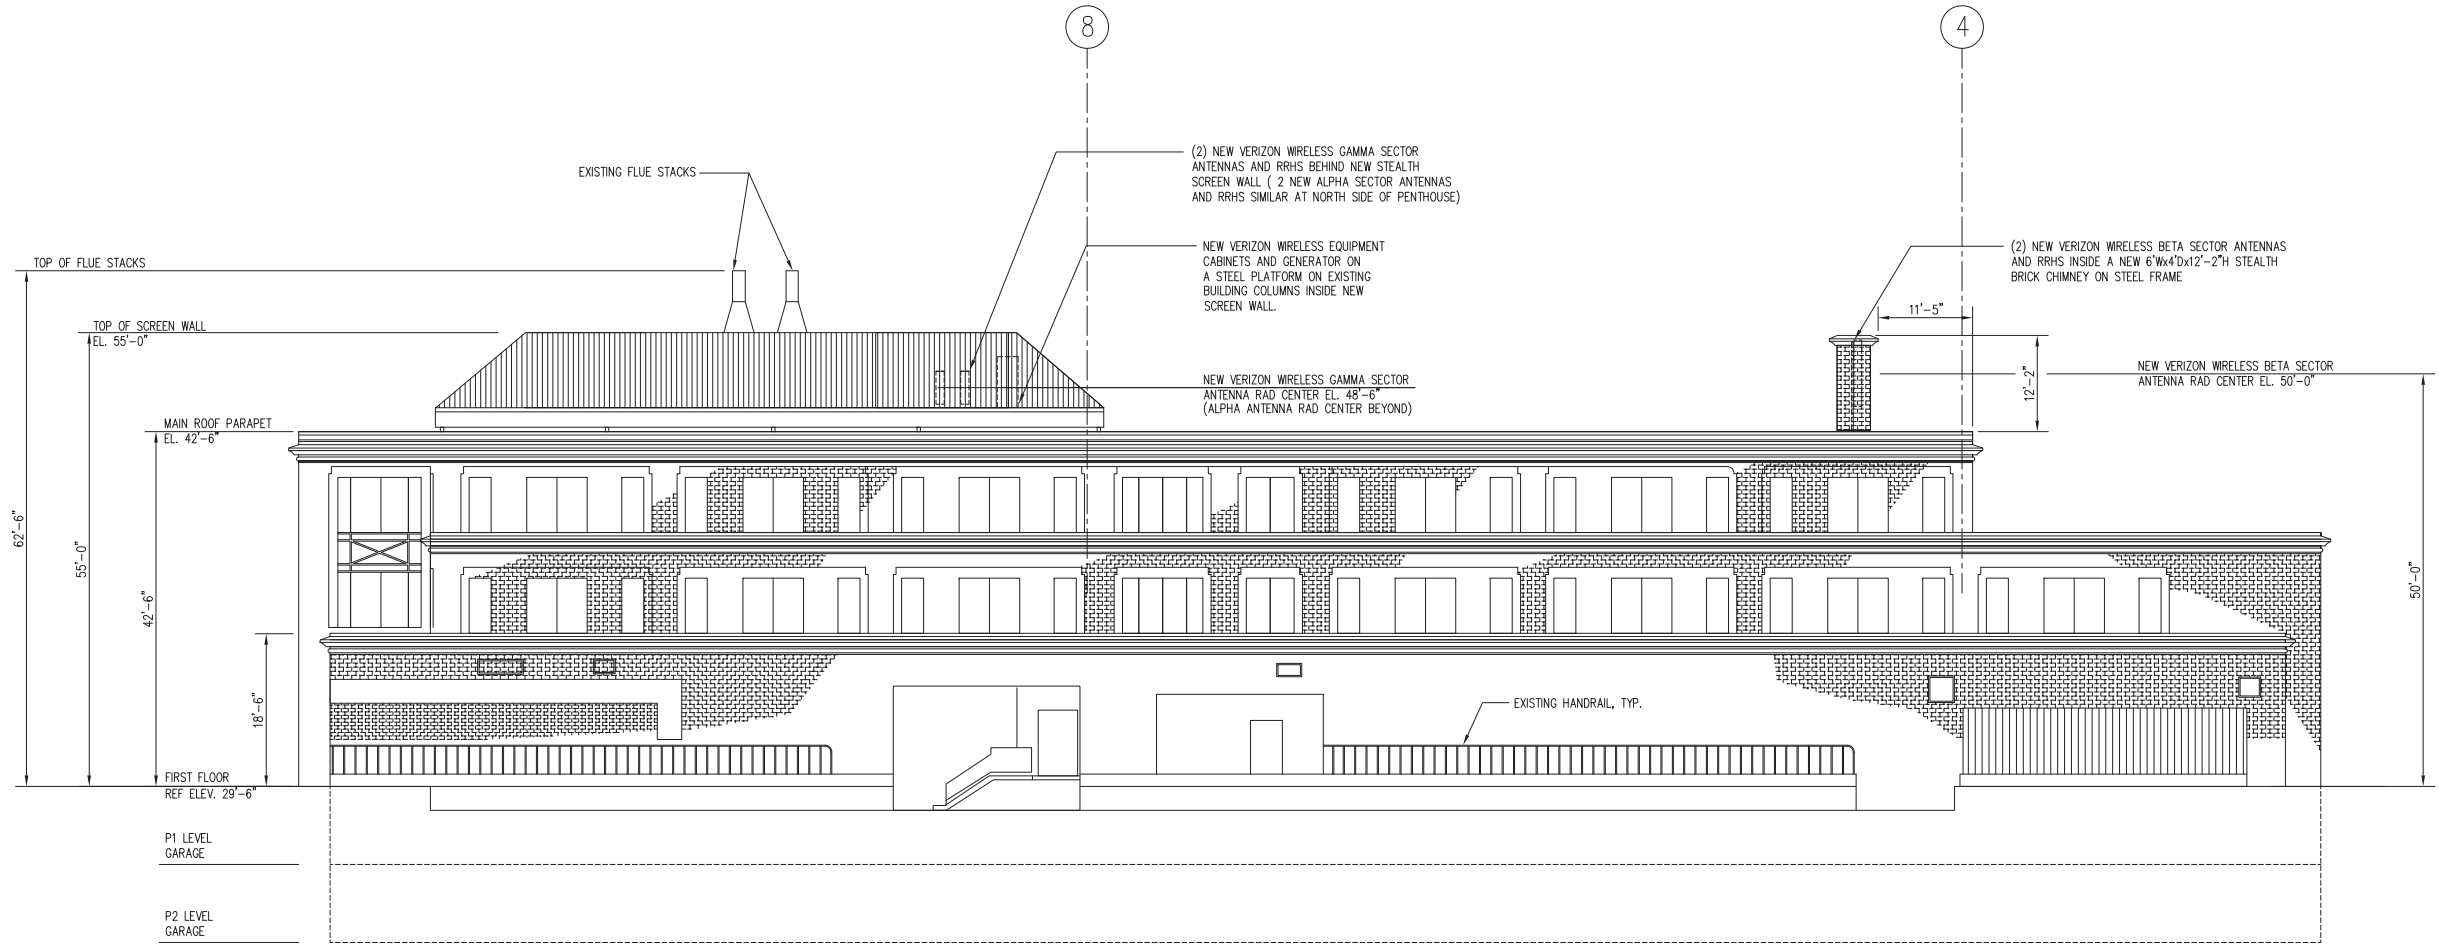 8
4
(2) NEW VERIZON WIRELESS GAMMA SECTOR
ANTENNAS AND RRHS BEHIND NEW STEALTH
SCREEN WALL ( 2 NEW ALPHA SECTOR ANTENNAS
AND RRHS SIMILAR AT NORTH SIDE OF PENTHOUSE)
EXISTING FLUE STACKS
NEW VERIZON WIRELESS EQUIPMENT
CABINETS AND GENERATOR ON
A STEEL PLATFORM ON EXISTING
BUILDING COLUMNS INSIDE NEW
SCREEN WALL.
(2) NEW VERIZON WIRELESS BETA SECTOR ANTENNAS
AND RRHS INSIDE A NEW 6'Wx4'Dx12'-2"H STEALTH
BRICK CHIMNEY ON STEEL FRAME
TOP OF FLUE STACKS
11'-5"
TOP OF SCREEN WALL
EL. 55'-0"
NEW VERIZON WIRELESS BETA SECTOR
ANTENNA RAD CENTER EL. 50'-0"
12'-2"
NEW VERIZON WIRELESS GAMMA SECTOR
ANTENNA RAD CENTER EL. 48'-6"
(ALPHA ANTENNA RAD CENTER BEYOND)
MAIN ROOF PARAPET
EL. 42'-6"
62'-6"
55'-0"
42'-6"
18'-6"
50'-0"
EXISTING HANDRAIL, TYP.
FIRST FLOOR
REF ELEV. 29'-6"
P1 LEVEL
GARAGE
P2 LEVEL
GARAGE